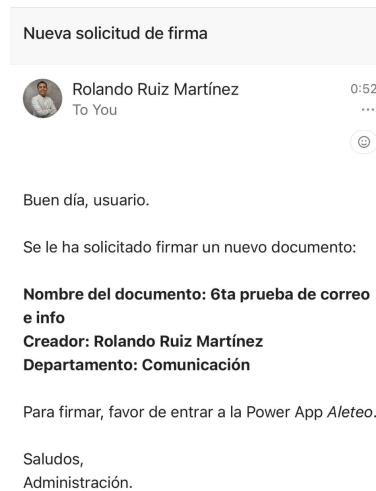 Nueva solicitud de firma
Rolando Ruiz Martínez
0:52
To You
Buen día, usuario.
Se le ha solicitado firmar un nuevo documento:
Nombre del documento: 6ta prueba de correo
e info
Creador: Rolando Ruiz Martínez
Departamento: Comunicación
Para firmar, favor de entrar a la Power App Aleteo.
Saludos,
Administración.